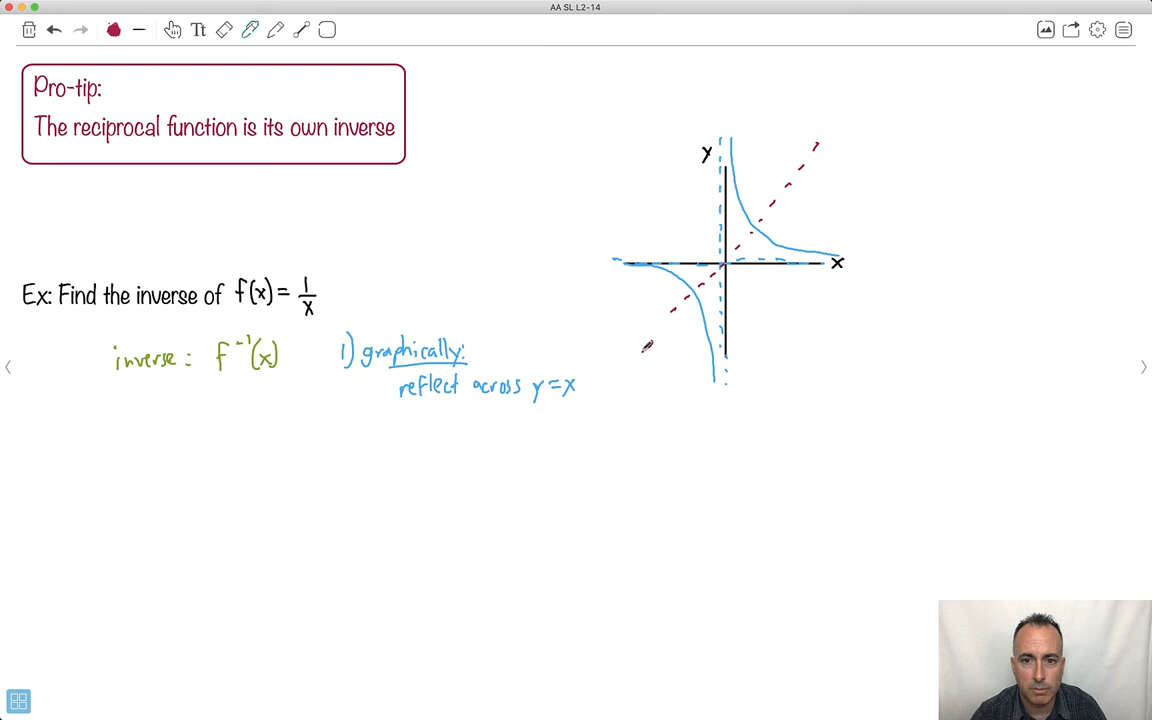 AA SL L2-14
Tt
Pro-tip:
The reciprocal function is its own inverse
y
x
Ex: Find the inverse of f(x) = 1/x
inverse: f⁻¹(x)
1) graphically:
reflect across y = x